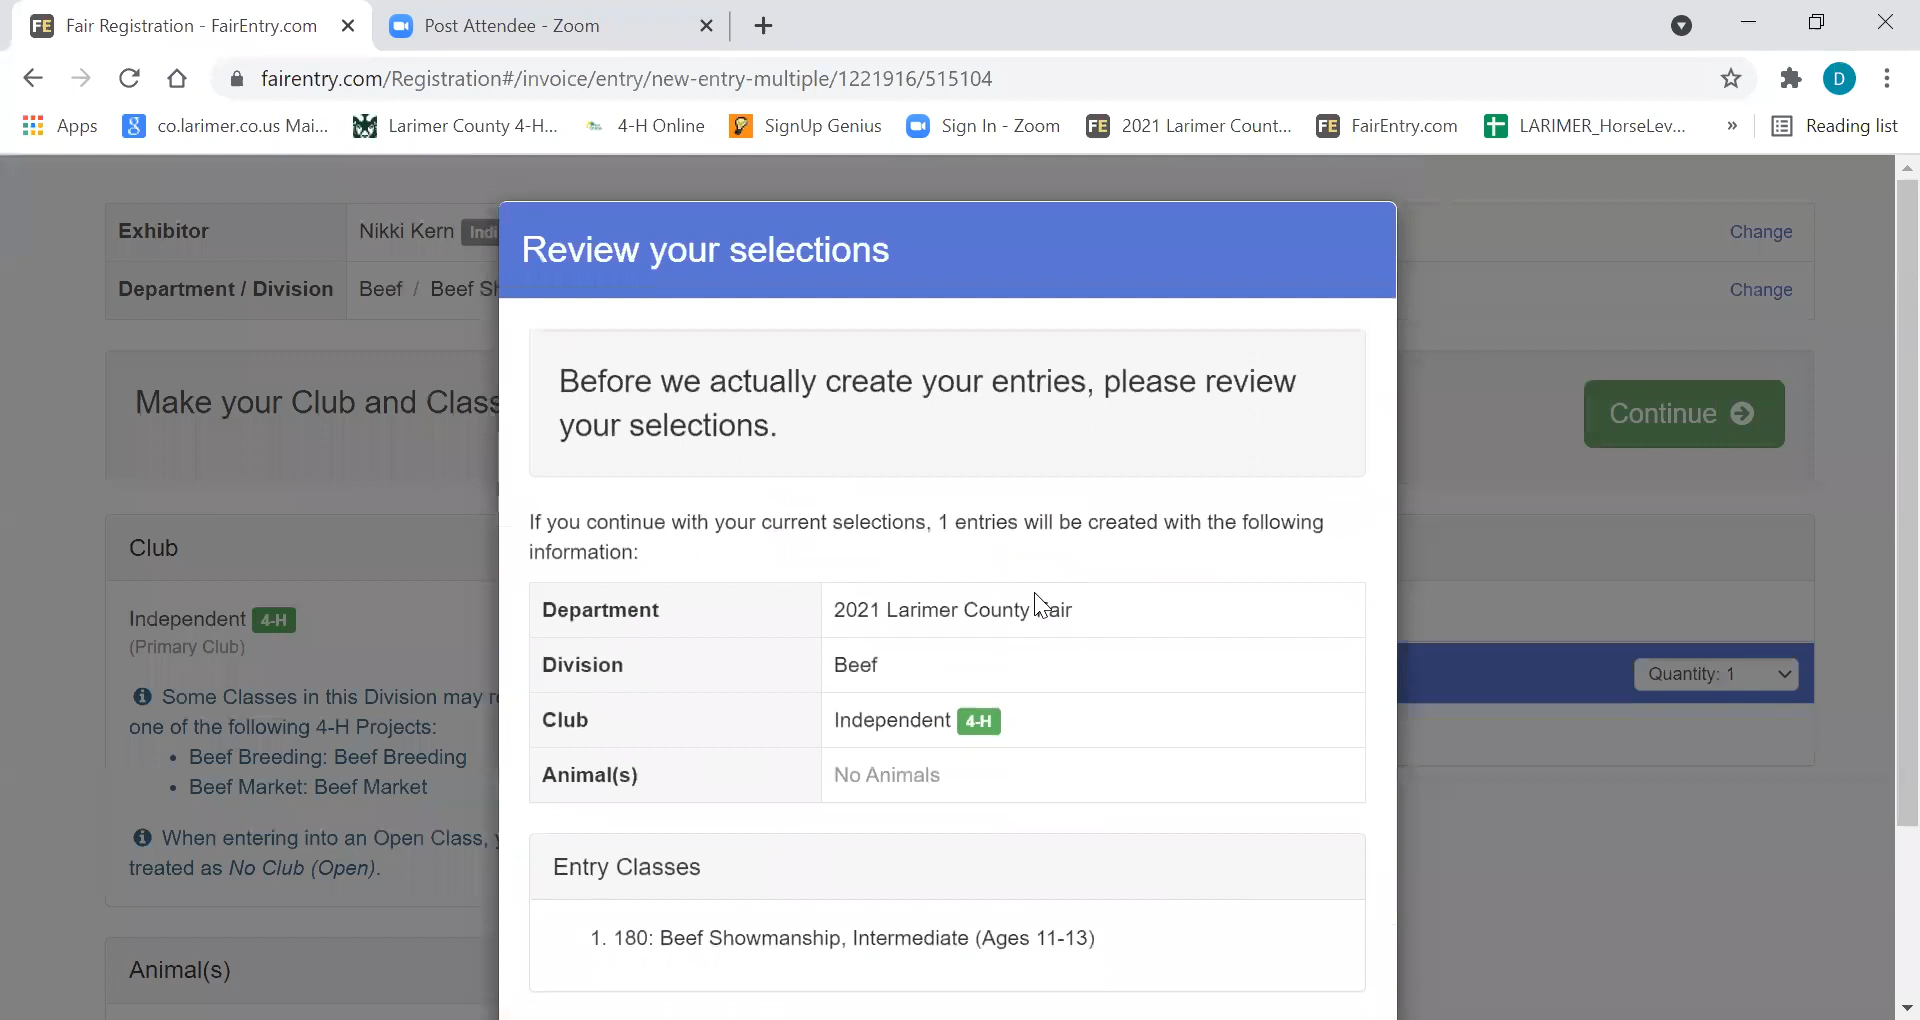 FE Fair Registration - FairEntry.com
Post Attendee - Zoom
fairentry.com/Registration#/invoice/entry/new-entry-multiple/1221916/515104
D
Apps
8 co.larimer.co.us Mai...
Larimer County 4-H...
4-H Online
SignUp Genius
Sign In - Zoom
FE 2021 Larimer Count...
FE FairEntry.com
LARIMER_HorseLev...
»
Reading list
Exhibitor
Nikki Kern Indi
Change
Department / Division
Beef / Beef Sh
Change
Make your Club and Class
Continue
Club
Independent 4-H
(Primary Club)
Some Classes in this Division may r
one of the following 4-H Projects:
• Beef Breeding: Beef Breeding
• Beef Market: Beef Market
When entering into an Open Class, y
treated as No Club (Open).
Animal(s)
Quantity: 1
Review your selections
Before we actually create your entries, please review
your selections.
If you continue with your current selections, 1 entries will be created with the following
information:
Department
2021 Larimer County Fair
Division
Beef
Club
Independent 4-H
Animal(s)
No Animals
Entry Classes
1. 180: Beef Showmanship, Intermediate (Ages 11-13)